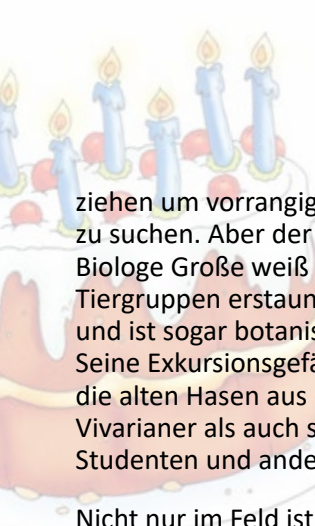 ziehen um vorrangig
zu suchen. Aber der
Biologe Große weiß
Tiergruppen erstaun
und ist sogar botanis
Seine Exkursionsgefä
die alten Hasen aus
Vivarianer als auch s
Studenten und ande
Nicht nur im Feld ist